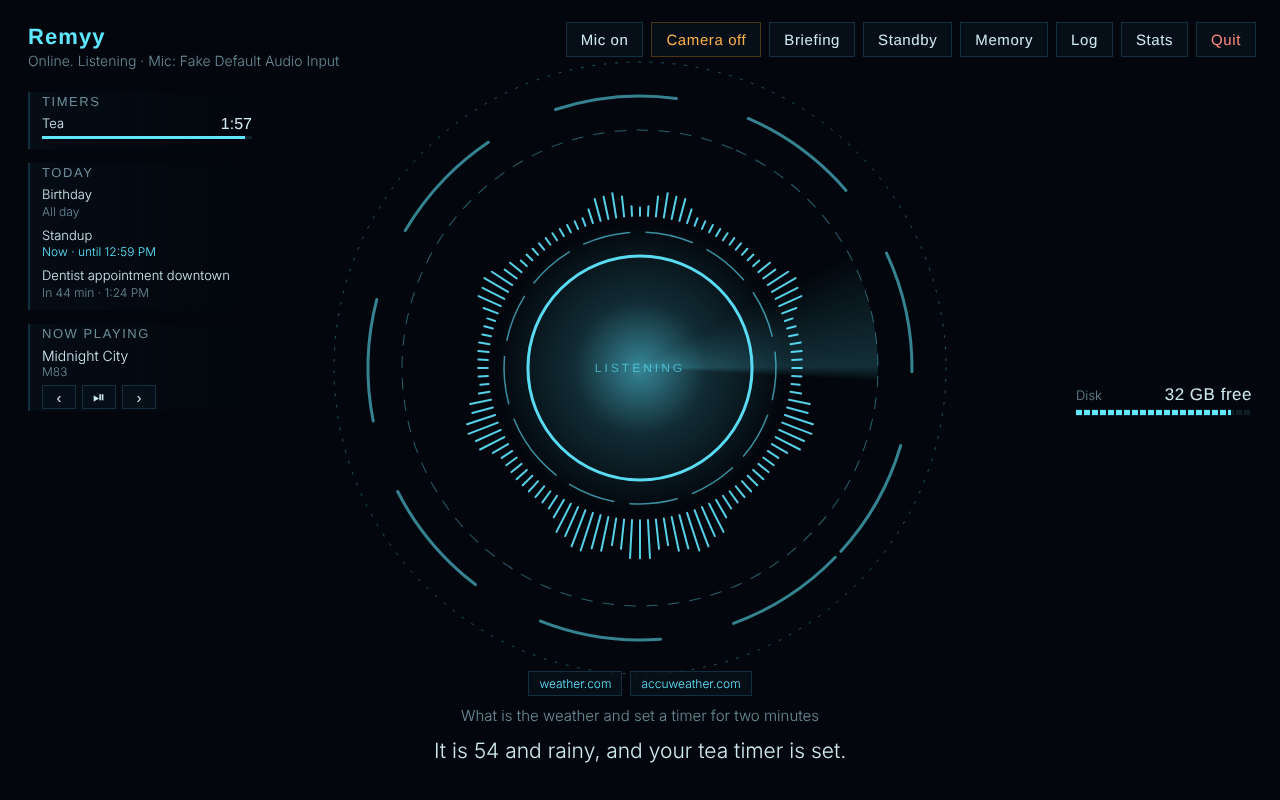 Remyy
Online. Listening · Mic: Fake Default Audio Input
Mic on
Camera off
Briefing
Standby
Memory
Log
Stats
Quit
TIMERS
Tea 1:57
TODAY
Birthday
All day
Standup
Now · until 12:59 PM
Dentist appointment downtown
In 44 min · 1:24 PM
NOW PLAYING
Midnight City
M83
LISTENING
Disk 32 GB free
weather.com accuweather.com
What is the weather and set a timer for two minutes
It is 54 and rainy, and your tea timer is set.